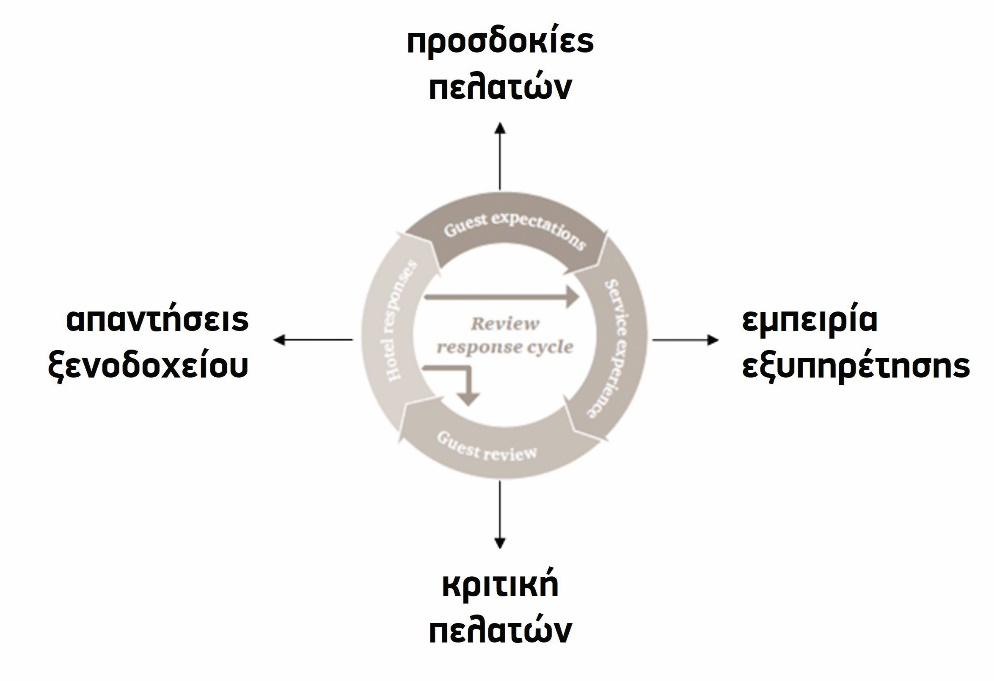 προσδοκίες
πελατών
Guest expectations
απαντήσεις
ξενοδοχείου
Hotel responses
Review
response cycle
Service experience
εμπειρία
εξυπηρέτησης
Guest review
κριτική
πελατών